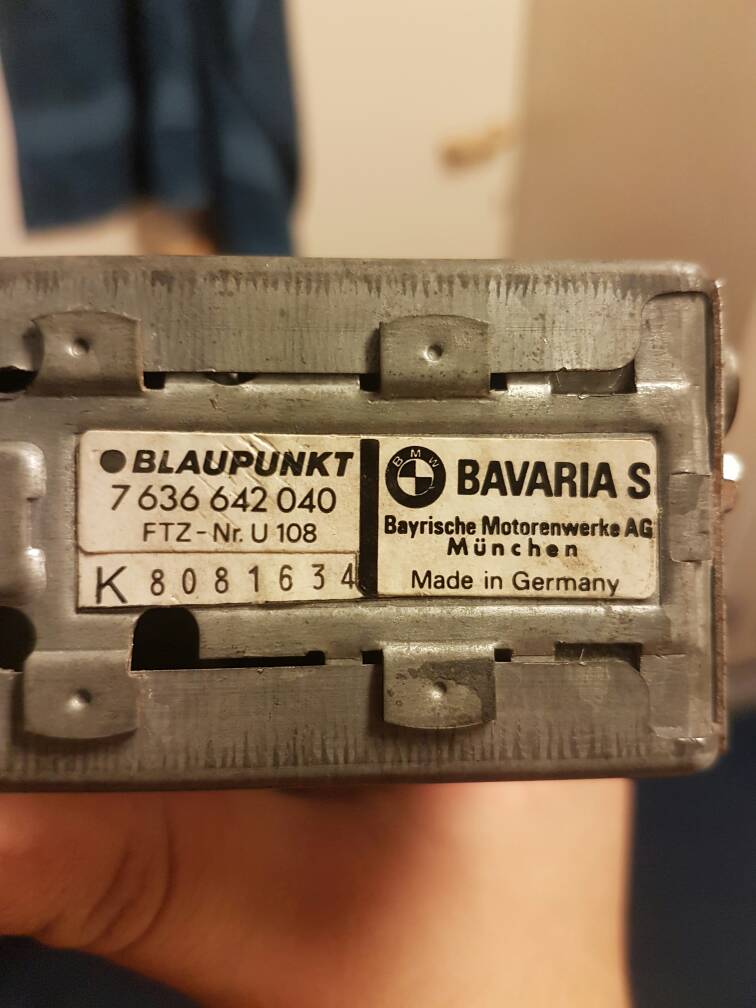 BLAUPUNKT
7 636 642 040
FTZ-Nr. U 108
K 8081634
BMW
BAVARIA S
Bayrische Motorenwerke AG
München
Made in Germany